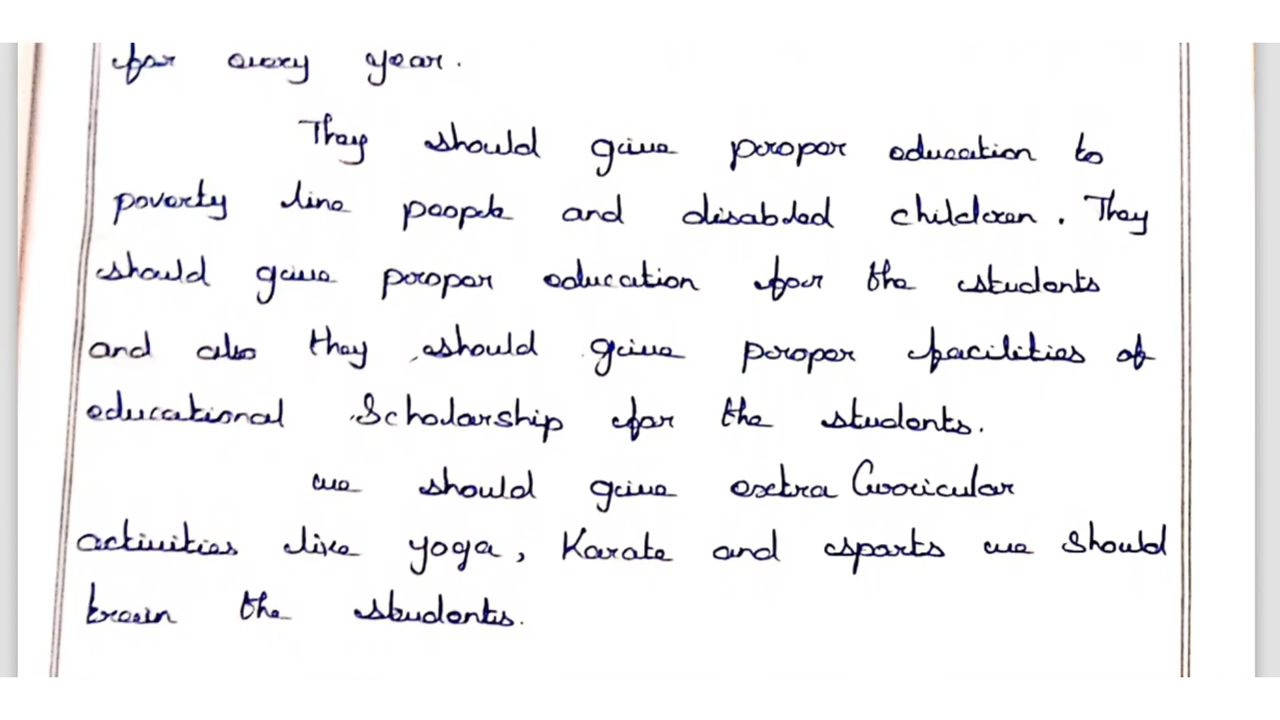 for every year.
They should give proper education to
poverty line people and disabled children. They
should give proper education for the students
and also they should give proper facilities of
educational Scholarship for the students.
we should give extra Curricular
activities like yoga, Karate and sports we should
train the students.